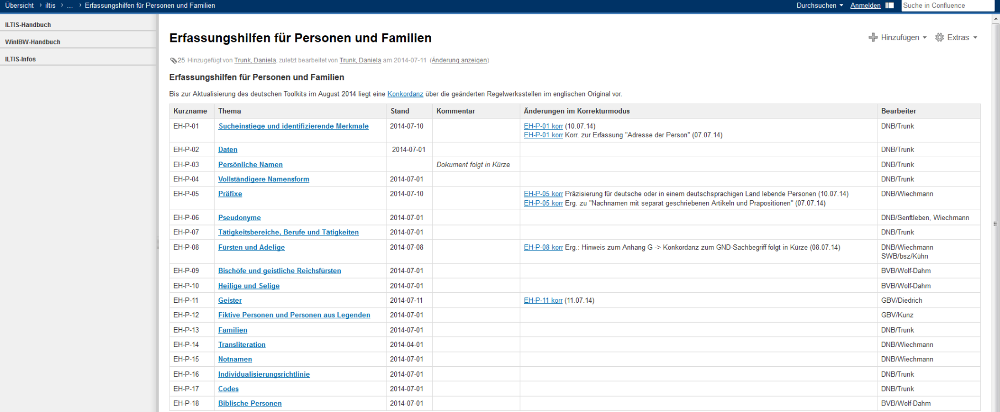 Übersicht › iltis › ... › Erfassungshilfen für Personen und Familien Durchsuchen Anmelden Suche in Confluence
ILTIS-Handbuch
WinIBW-Handbuch
ILTIS-Infos
Erfassungshilfen für Personen und Familien
Hinzufügen Extras
25 Hinzugefügt von Trunk, Daniela, zuletzt bearbeitet von Trunk, Daniela am 2014-07-11 (Änderung anzeigen)
Erfassungshilfen für Personen und Familien
Bis zur Aktualisierung des deutschen Toolkits im August 2014 liegt eine Konkordanz über die geänderten Regelwerksstellen im englischen Original vor.
Kurzname Thema Stand Kommentar Änderungen im Korrekturmodus Bearbeiter
EH-P-01 Sucheinstiege und identifizierende Merkmale 2014-07-10 EH-P-01 korr (10.07.14) DNB/Trunk
EH-P-01 korr Korr. zur Erfassung "Adresse der Person" (07.07.14)
EH-P-02 Daten 2014-07-01 DNB/Trunk
EH-P-03 Persönliche Namen Dokument folgt in Kürze DNB/Trunk
EH-P-04 Vollständigere Namensform 2014-07-01 DNB/Trunk
EH-P-05 Präfixe 2014-07-10 EH-P-05 korr Präzisierung für deutsche oder in einem deutschsprachigen Land lebende Personen (10.07.14) DNB/Wiechmann
EH-P-05 korr Erg. zu "Nachnamen mit separat geschriebenen Artikeln und Präpositionen" (07.07.14)
EH-P-06 Pseudonyme 2014-07-01 DNB/Senftleben, Wiechmann
EH-P-07 Tätigkeitsbereiche, Berufe und Tätigkeiten 2014-07-01 DNB/Trunk
EH-P-08 Fürsten und Adelige 2014-07-08 EH-P-08 korr Erg.: Hinweis zum Anhang G -> Konkordanz zum GND-Sachbegriff folgt in Kürze (08.07.14) DNB/Wiechmann
SWB/bsz/Kühn
EH-P-09 Bischöfe und geistliche Reichsfürsten 2014-07-01 BVB/Wolf-Dahm
EH-P-10 Heilige und Selige 2014-07-01 BVB/Wolf-Dahm
EH-P-11 Geister 2014-07-11 EH-P-11 korr (11.07.14) GBV/Diedrich
EH-P-12 Fiktive Personen und Personen aus Legenden 2014-07-01 GBV/Kunz
EH-P-13 Familien 2014-07-01 DNB/Trunk
EH-P-14 Transliteration 2014-04-01 DNB/Wiechmann
EH-P-15 Notnamen 2014-07-01 DNB/Wiechmann
EH-P-16 Individualisierungsrichtlinie 2014-07-01 DNB/Trunk
EH-P-17 Codes 2014-07-01 DNB/Trunk
EH-P-18 Biblische Personen 2014-07-01 BVB/Wolf-Dahm